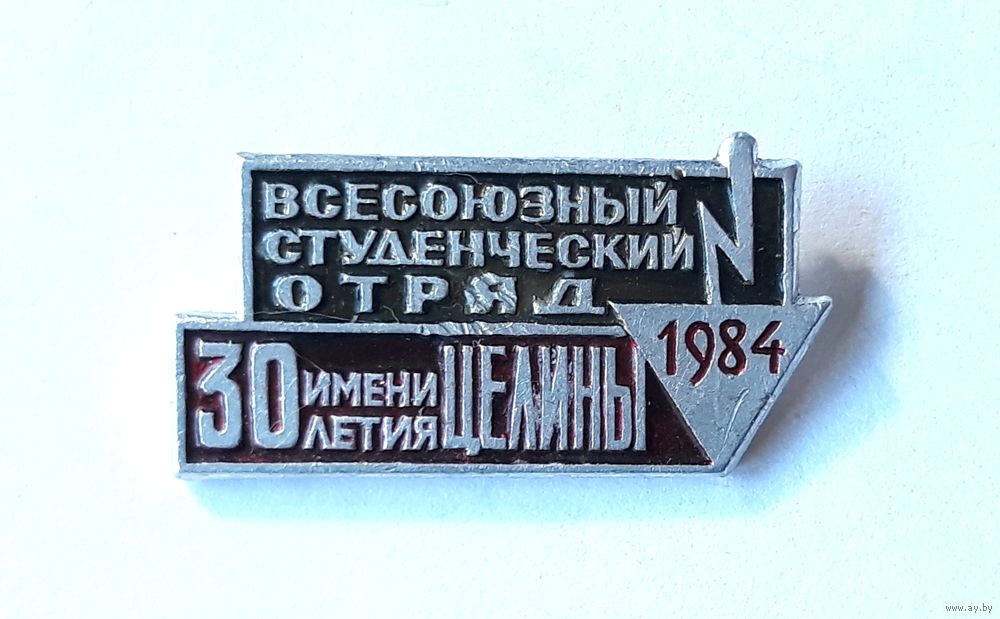 ВСЕСОЮЗНЫЙ
СТУДЕНЧЕСКИЙ
ОТРЯД
1984
30 ИМЕНИ ЛЕТИЯ ЦЕЛИНЫ
www.ay.by